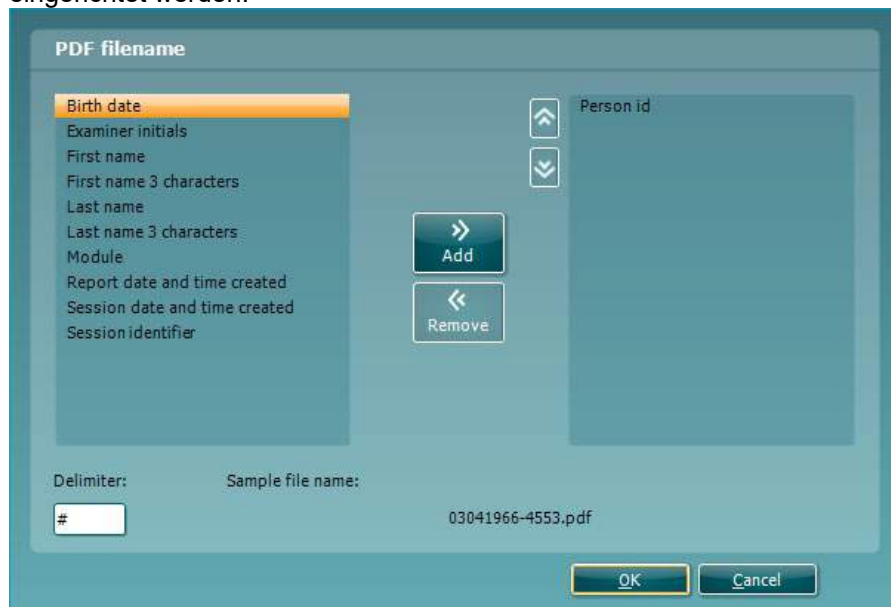 PDF filename
Birth date
Examiner initials
First name
First name 3 characters
Last name
Last name 3 characters
Module
Report date and time created
Session date and time created
Session identifier
Add
Remove
Person id
Delimiter:
Sample file name:
#
03041966-4553.pdf
OK
Cancel